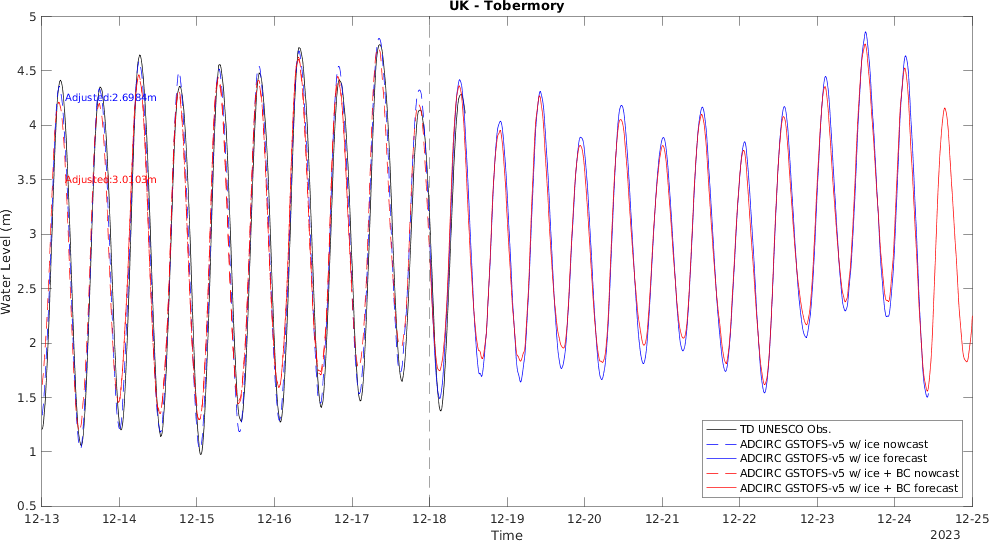 UK - Tobermory
5
4.5
4
3.5
3
2.5
2
1.5
1
0.5
Water Level (m)
Adjusted:2.6984m
Adjusted:3.0103m
TD UNESCO Obs.
ADCIRC GSTOFS-v5 w/ ice nowcast
ADCIRC GSTOFS-v5 w/ ice forecast
ADCIRC GSTOFS-v5 w/ ice + BC nowcast
ADCIRC GSTOFS-v5 w/ ice + BC forecast
12-13 12-14 12-15 12-16 12-17 12-18 12-19 12-20 12-21 12-22 12-23 12-24 12-25
Time
2023